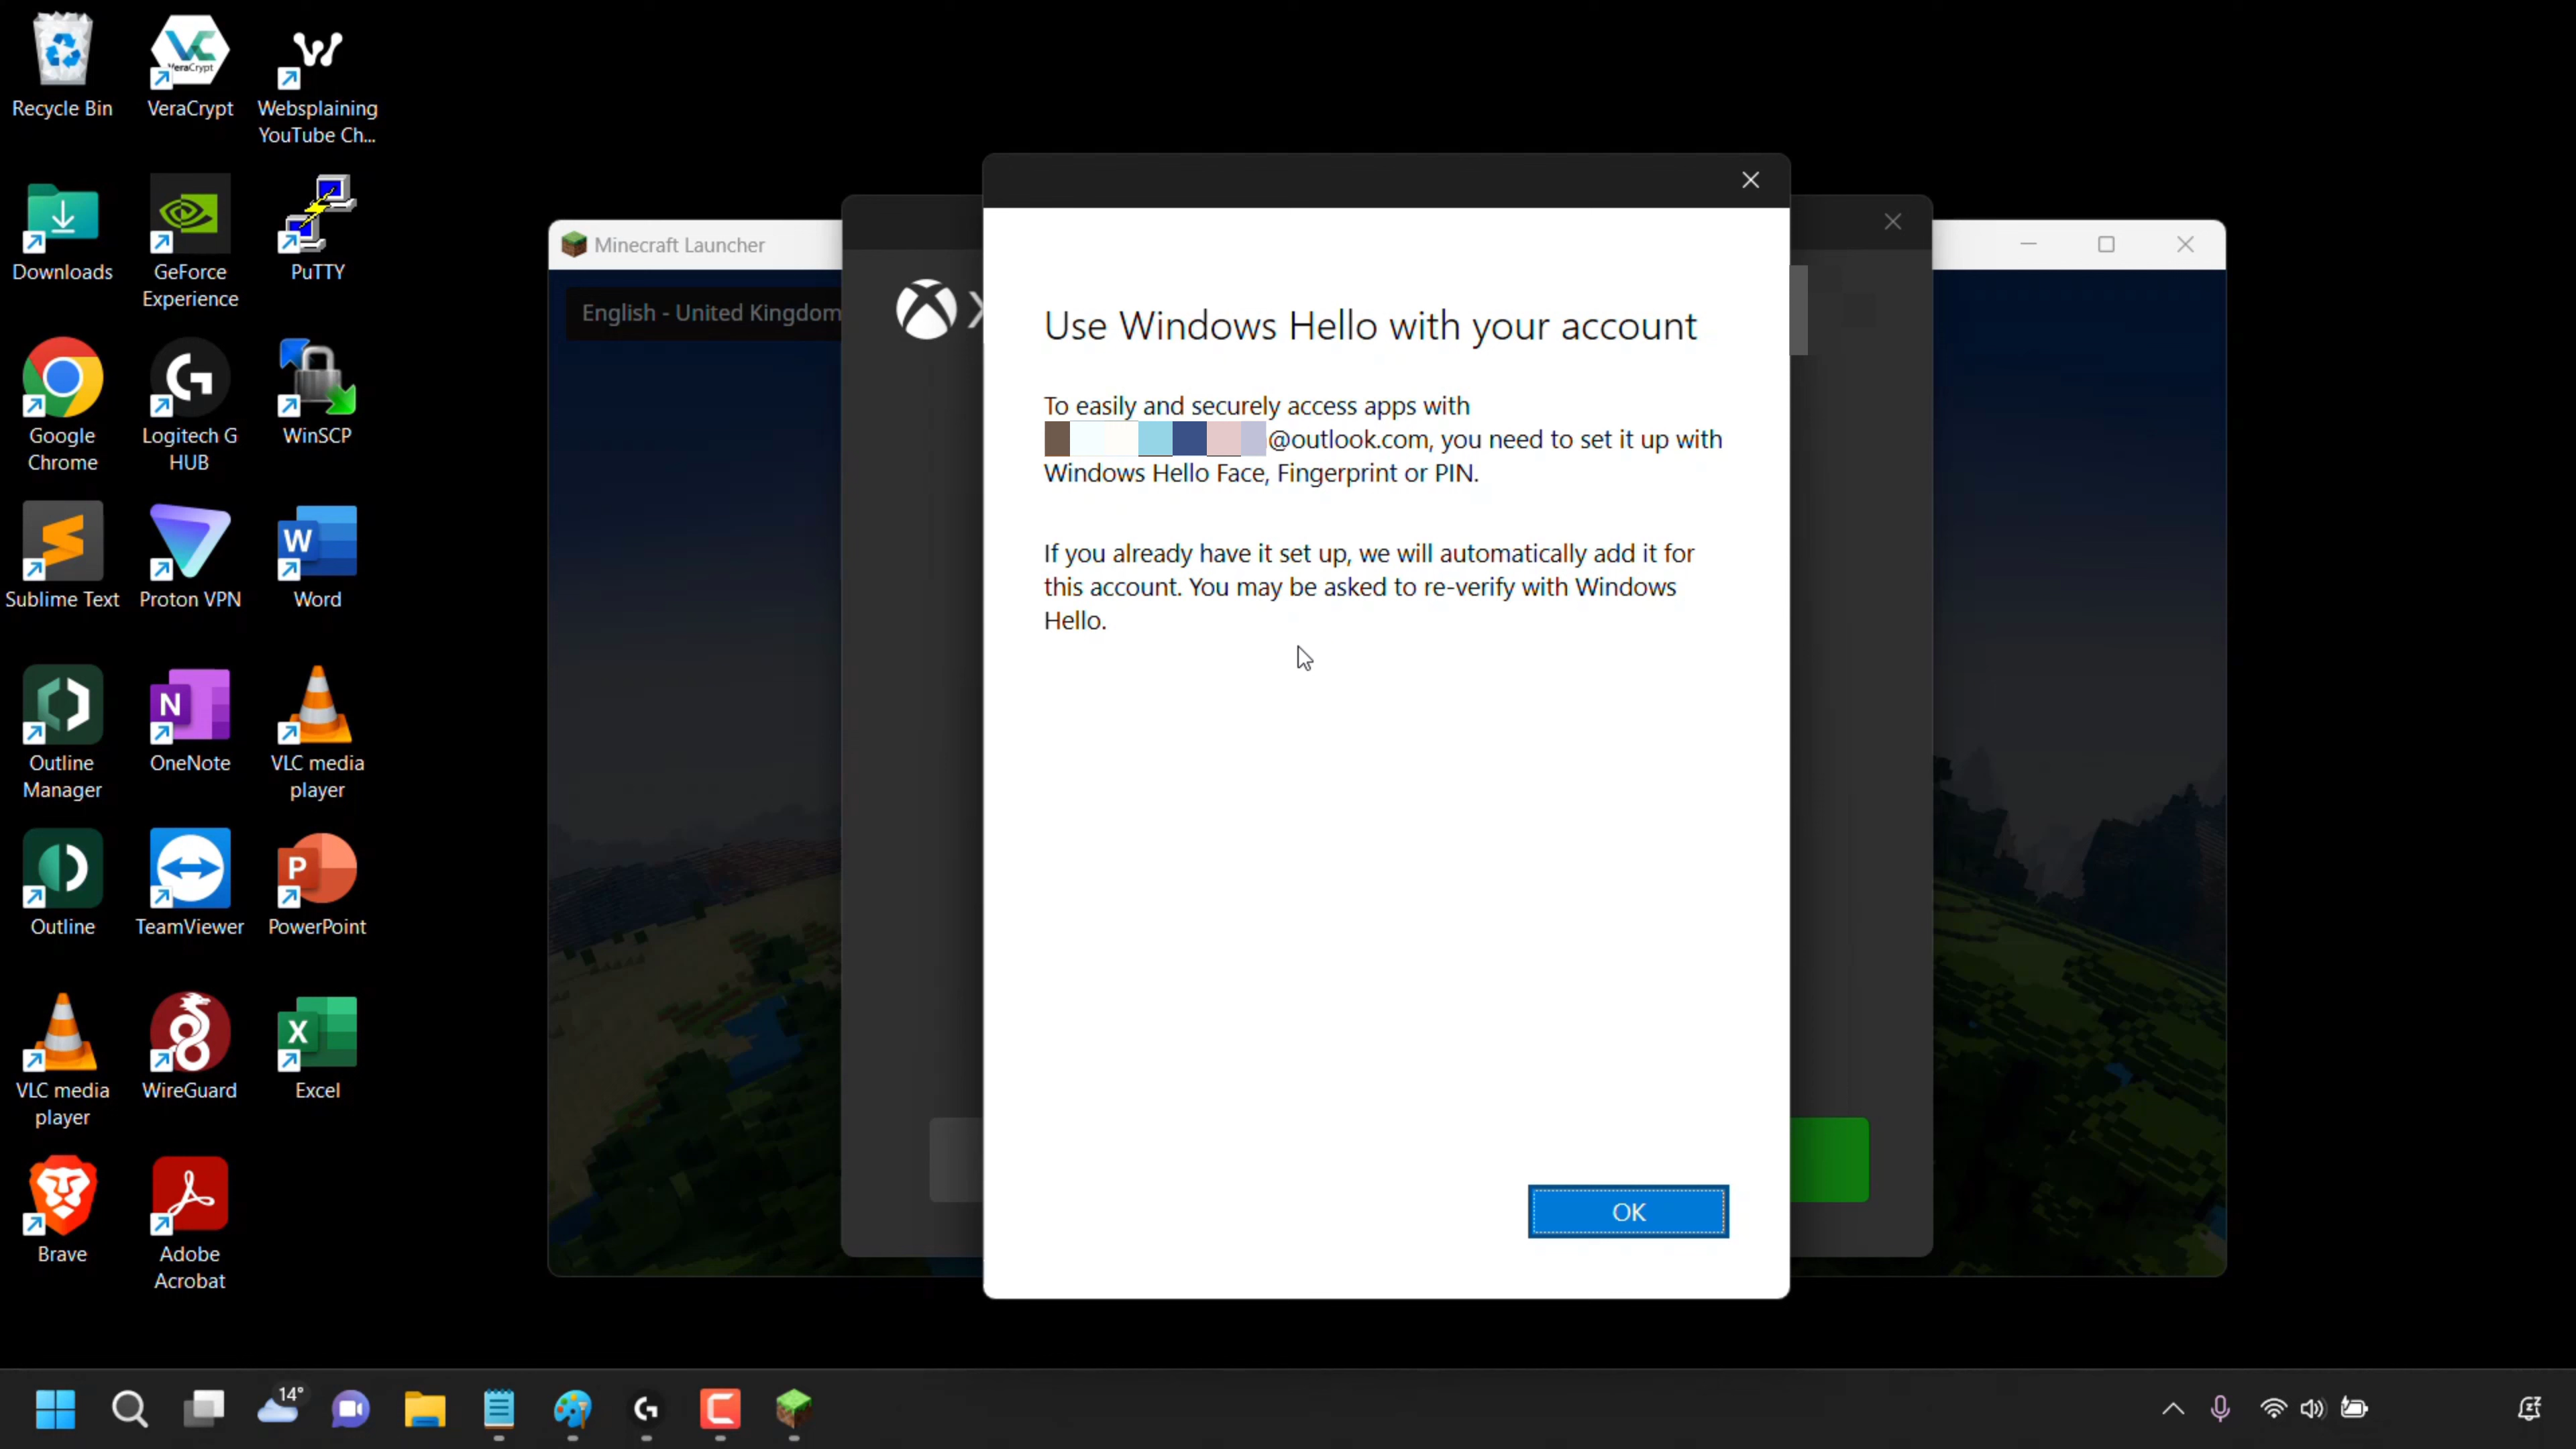 Recycle Bin
VeraCrypt
VeraCrypt
Websplaining
YouTube Ch...
Downloads
GeForce
Experience
PuTTY
Google
Chrome
Logitech G
HUB
WinSCP
Sublime Text
Proton VPN
W
Word
Outline
Manager
N
OneNote
VLC media
player
Outline
TeamViewer
P
PowerPoint
VLC media
player
WireGuard
X
Excel
Brave
Adobe
Acrobat
Minecraft Launcher
English - United Kingdom
X
Use Windows Hello with your account
To easily and securely access apps with
@outlook.com, you need to set it up with
Windows Hello Face, Fingerprint or PIN.
If you already have it set up, we will automatically add it for
this account. You may be asked to re-verify with Windows
Hello.
OK
14°